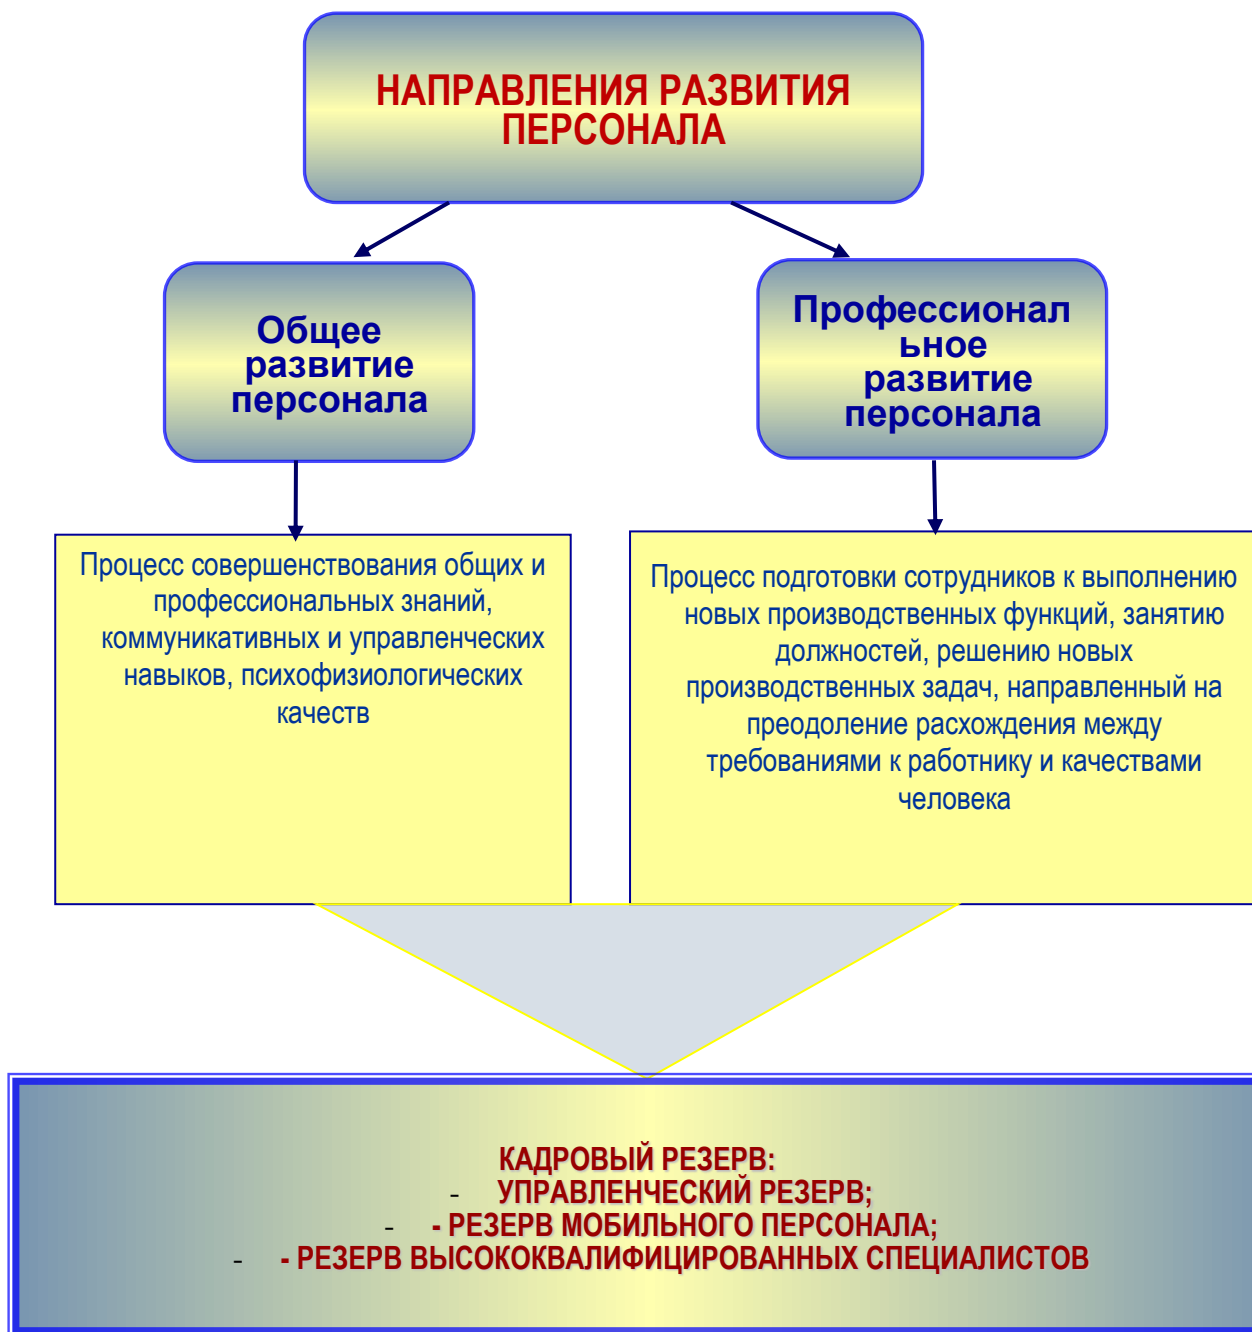 НАПРАВЛЕНИЯ РАЗВИТИЯ
ПЕРСОНАЛА
Общее
развитие
персонала
Профессионал
ьное
развитие
персонала
Процесс совершенствования общих и
профессиональных знаний,
коммуникативных и управленческих
навыков, психофизиологических
качеств
Процесс подготовки сотрудников к выполнению
новых производственных функций, занятию
должностей, решению новых
производственных задач, направленный на
преодоление расхождения между
требованиями к работнику и качествами
человека
КАДРОВЫЙ РЕЗЕРВ:
- УПРАВЛЕНЧЕСКИЙ РЕЗЕРВ;
- - РЕЗЕРВ МОБИЛЬНОГО ПЕРСОНАЛА;
- - РЕЗЕРВ ВЫСОКОКВАЛИФИЦИРОВАННЫХ СПЕЦИАЛИСТОВ